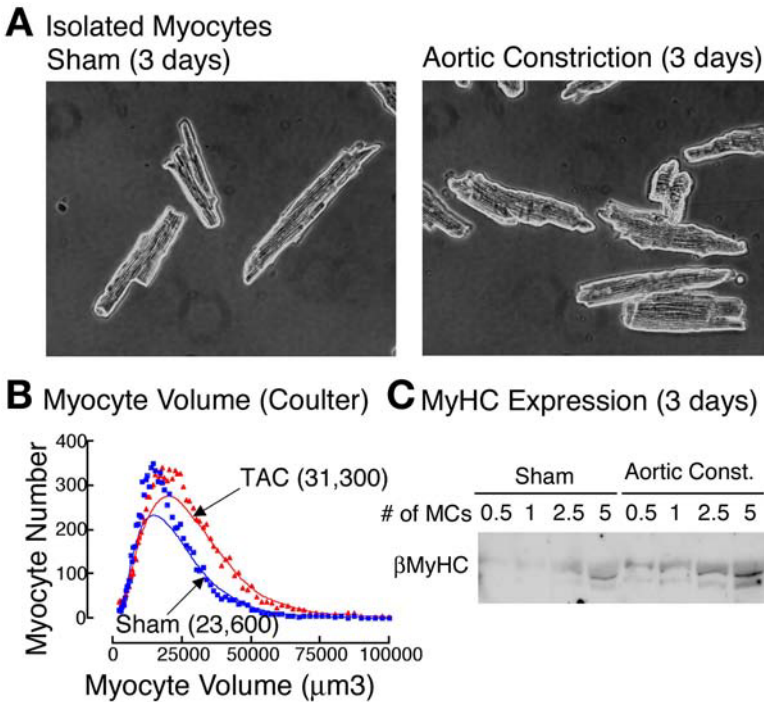 A Isolated Myocytes
Sham (3 days)
Aortic Constriction (3 days)
B Myocyte Volume (Coulter)
400
300
200
100
0
Myocyte Number
TAC (31,300)
Sham (23,600)
0
25000
50000
75000
100000
Myocyte Volume (μm3)
C MyHC Expression (3 days)
Sham
Aortic Const.
# of MCs 0.5 1 2.5 5 0.5 1 2.5 5
βMyHC